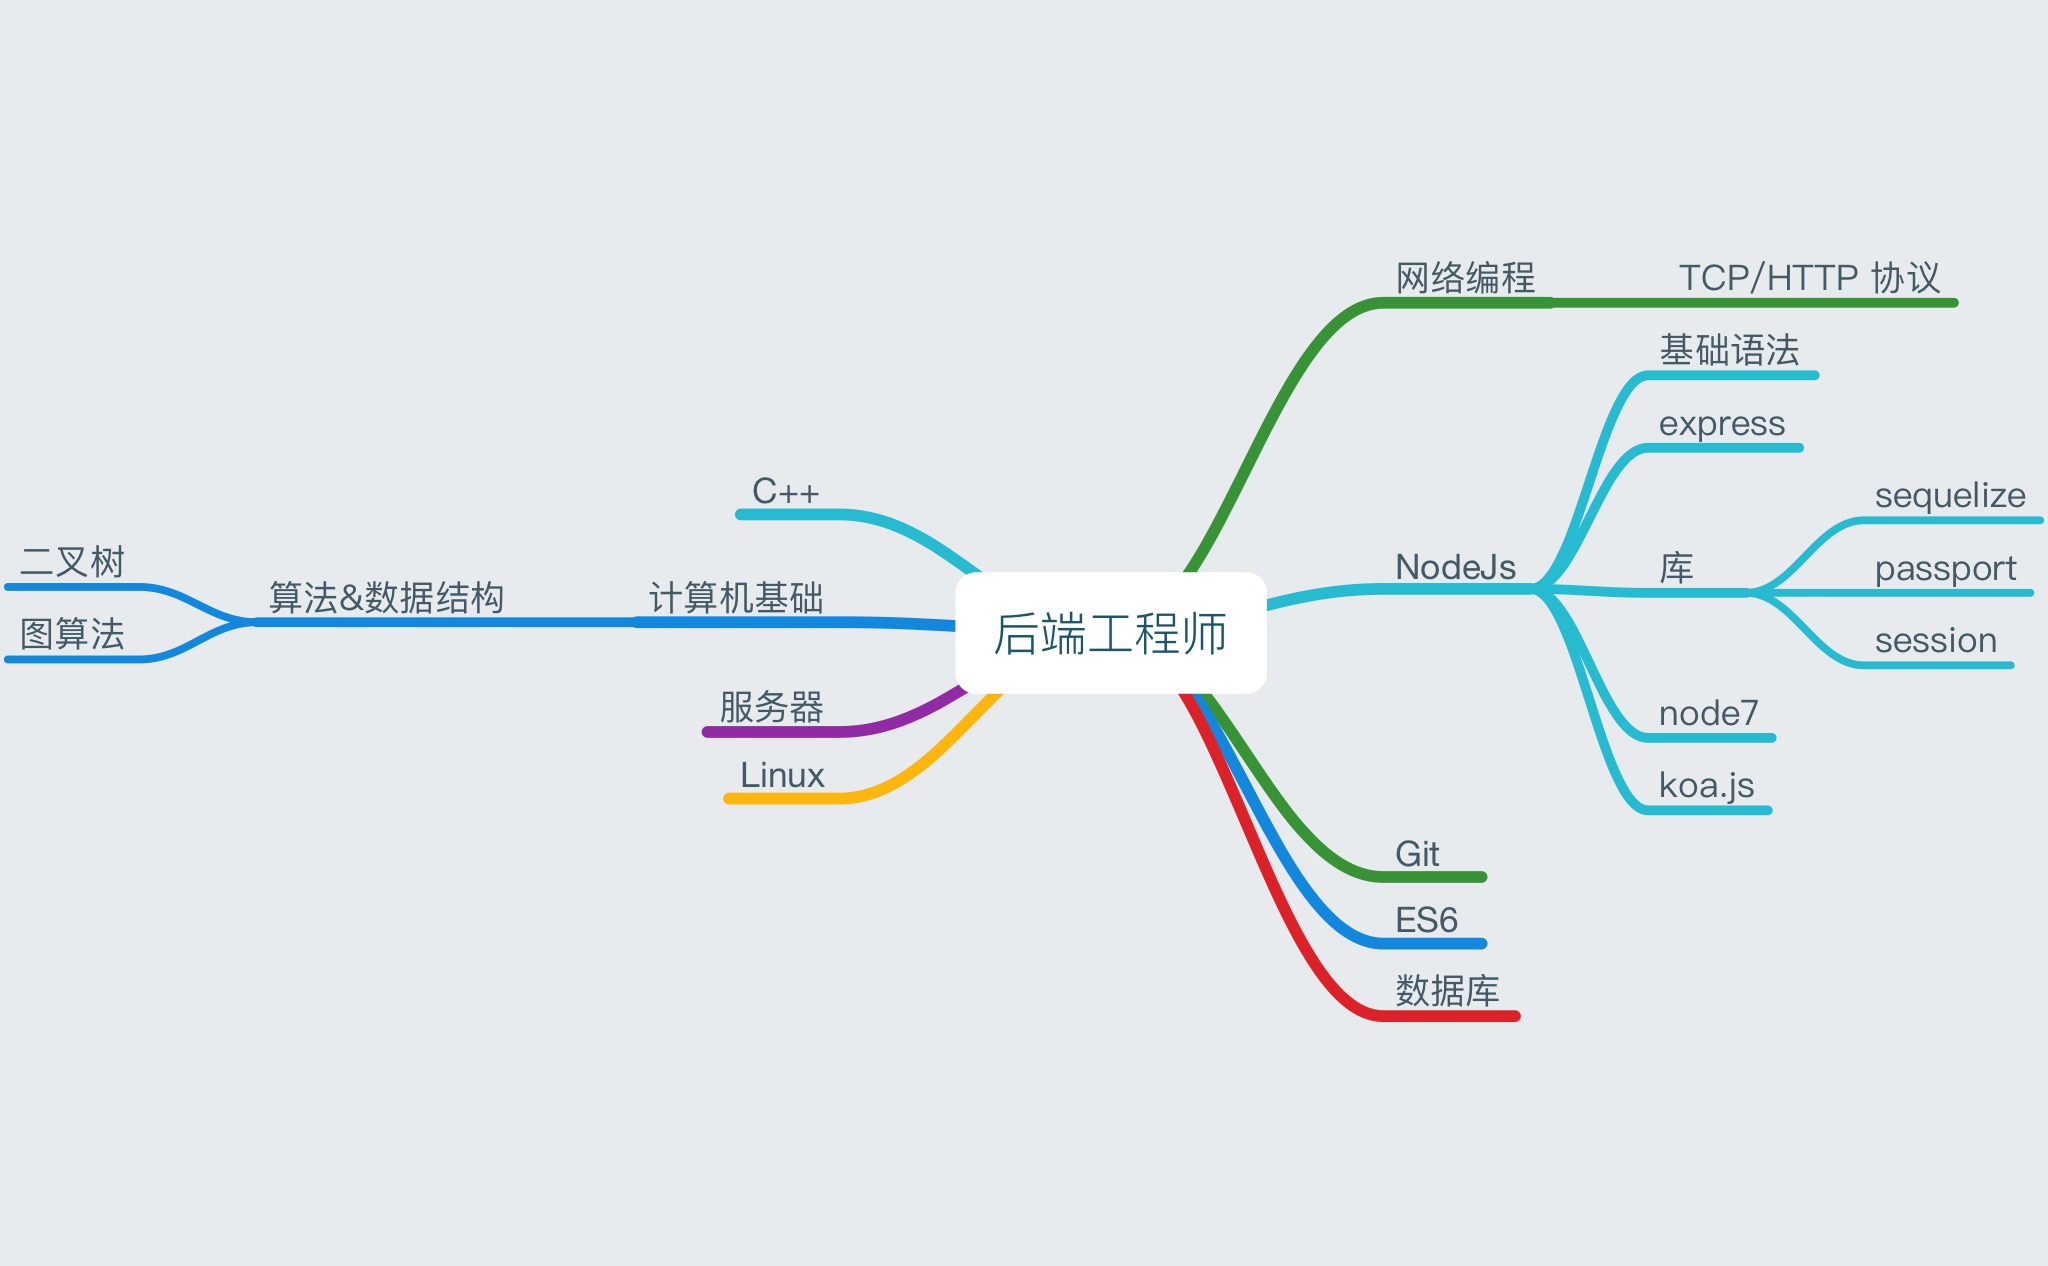 后端工程师
网络编程
TCP/HTTP 协议
NodeJs
基础语法
express
库
sequelize
passport
session
node7
koa.js
Git
ES6
数据库
C++
计算机基础
算法&数据结构
二叉树
图算法
服务器
Linux